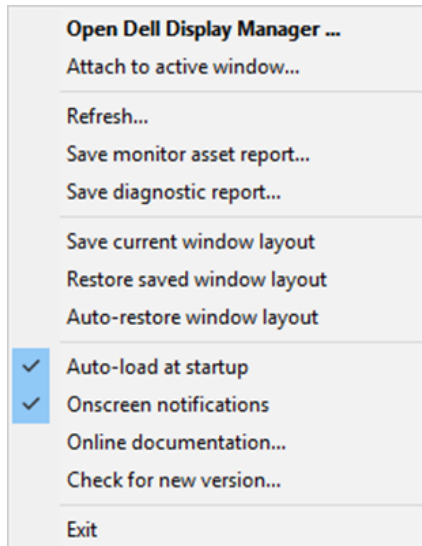 Open Dell Display Manager ...
Attach to active window...
Refresh...
Save monitor asset report...
Save diagnostic report...
Save current window layout
Restore saved window layout
Auto-restore window layout
Auto-load at startup
Onscreen notifications
Online documentation...
Check for new version...
Exit